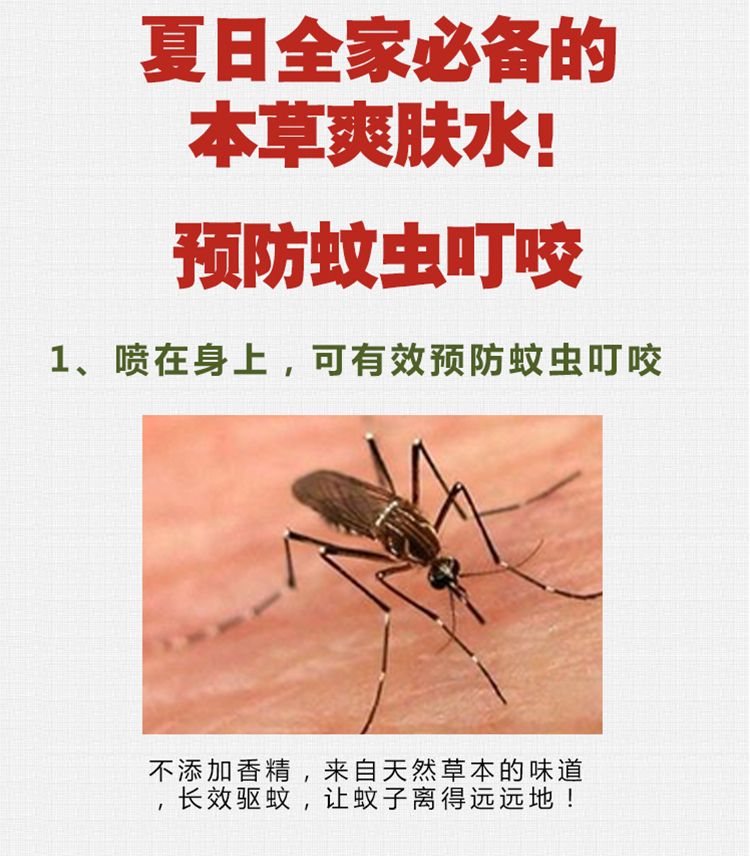 夏日全家必备的
本草爽肤水！
预防蚊虫叮咬
1、喷在身上，可有效预防蚊虫叮咬
不添加香精，来自天然草本的味道
，长效驱蚊，让蚊子离得远远地！